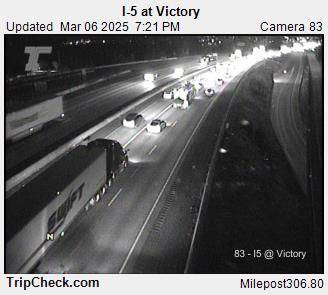 I-5 at Victory
Updated Mar 06 2025 7:21 PM
Camera 83
SWIFT
N
83 - I5 @ Victory
TripCheck.com
Milepost306.80